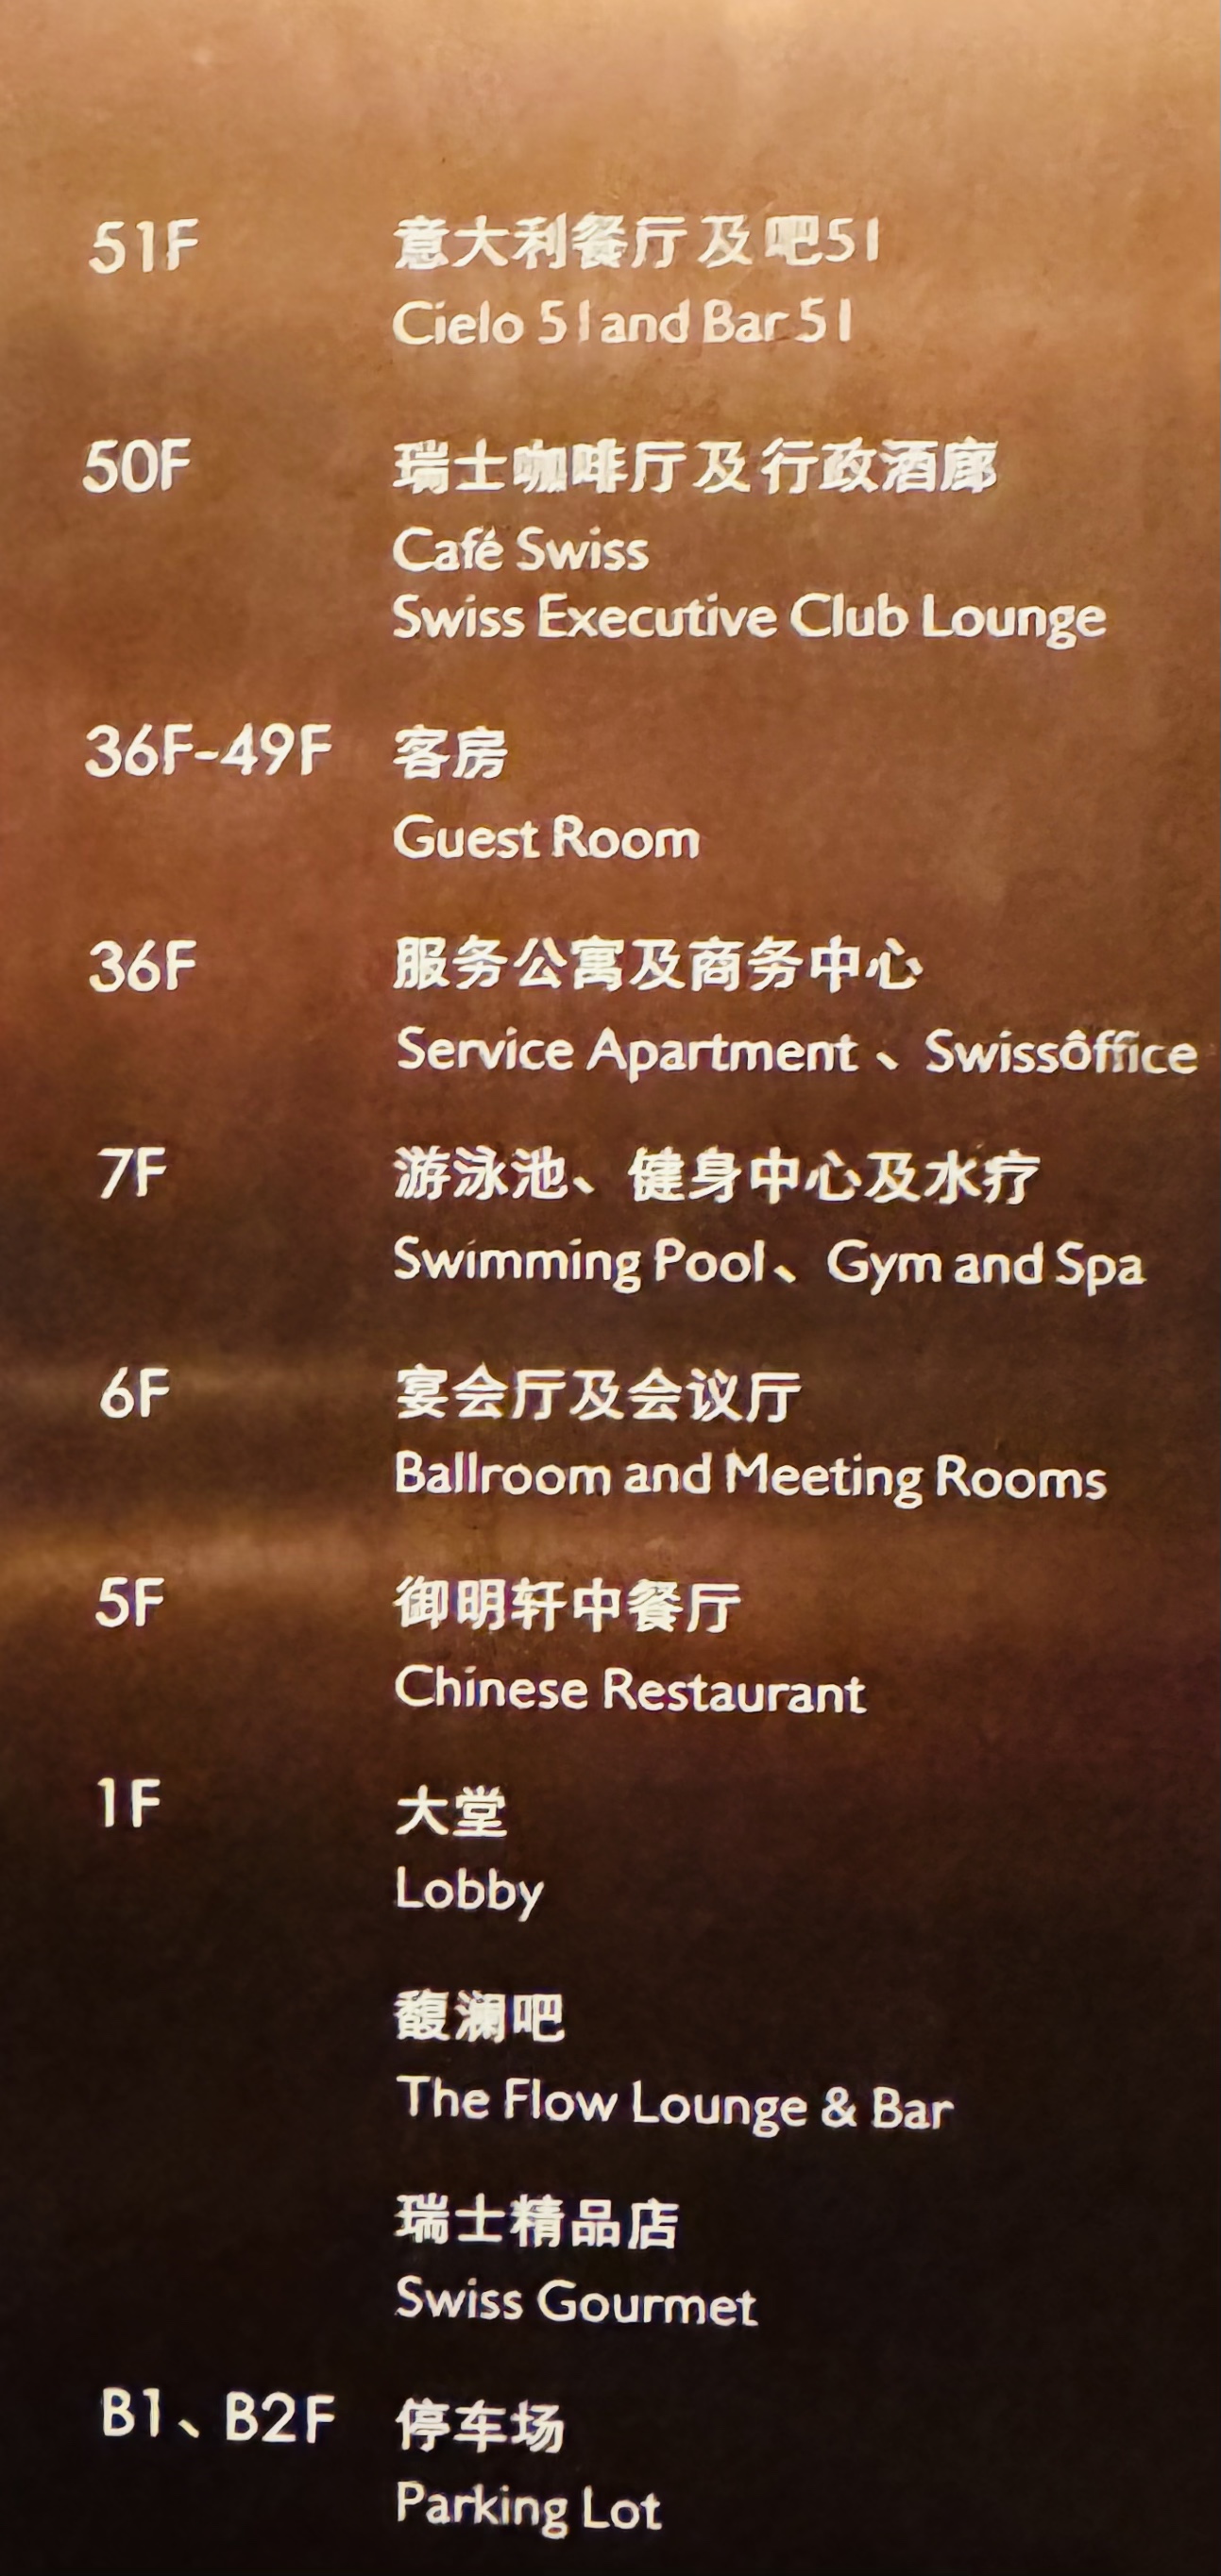 51F 意大利餐厅及吧51
Cielo 51 and Bar 51
50F 瑞士咖啡厅及行政酒廊
Café Swiss
Swiss Executive Club Lounge
36F-49F 客房
Guest Room
36F 服务公寓及商务中心
Service Apartment 、 Swissôffice
7F 游泳池、健身中心及水疗
Swimming Pool、 Gym and Spa
6F 宴会厅及会议厅
Ballroom and Meeting Rooms
5F 御明轩中餐厅
Chinese Restaurant
1F 大堂
Lobby
馥澜吧
The Flow Lounge & Bar
瑞士精品店
Swiss Gourmet
B1、B2F 停车场
Parking Lot